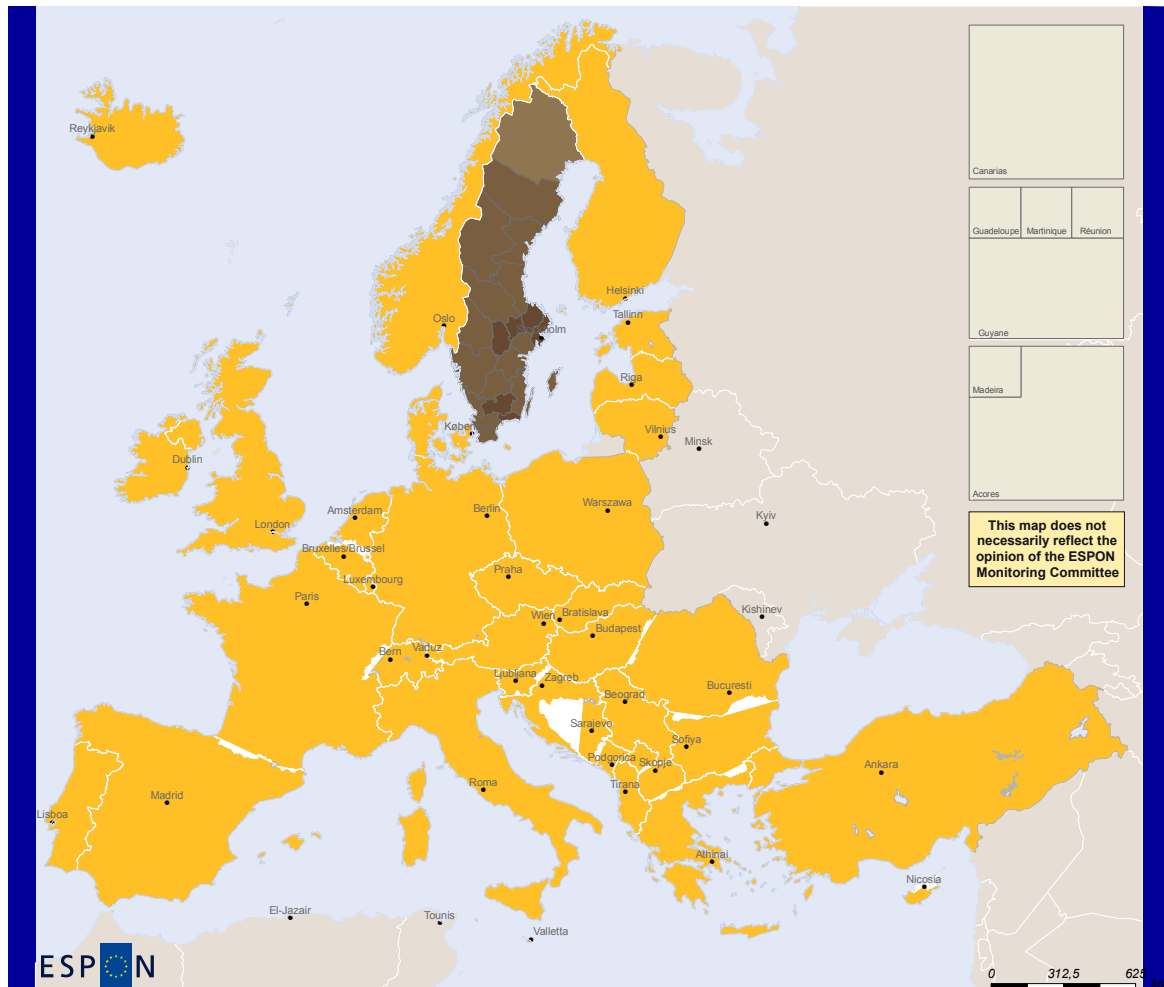 Reykjavik
Canarias
Guadeloupe
Martinique
Réunion
Guyane
Madeira
Acores
This map does not
necessarily reflect the
opinion of the ESPON
Monitoring Committee
Helsinki
Oslo
Tallinn
Riga
Vilnius
Minsk
Dublin
London
Amsterdam
Berlin
Warszawa
Kyiv
Bruxelles/Brussel
Luxembourg
Praha
Paris
Kishinev
Wien
Bratislava
Budapest
Bern
Vaduz
Ljubljana
Zagreb
Beograd
Bucuresti
Sarajevo
Sofiya
Podgorica
Skopje
Tirana
Roma
Ankara
Madrid
Lisboa
Athinai
Nicosia
El-Jazair
Tounis
Valletta
ESPON
0 312,5 625